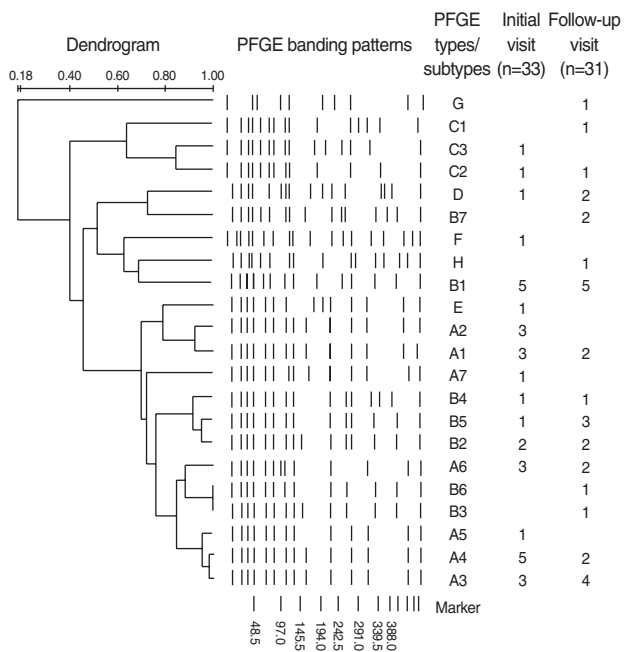 PFGE Initial Follow-up
Dendrogram PFGE banding patterns types/ visit visit
subtypes (n=33) (n=31)
0.18 0.40 0.60 0.80 1.00
G 1
C1 1
C3 1
C2 1 1
D 1 2
B7 2
F 1
H 1
B1 5 5
E 1
A2 3
A1 3 2
A7 1
B4 1 1
B5 1 3
B2 2 2
A6 3 2
B6 1
B3 1
A5 1
A4 5 2
A3 3 4
Marker
48.5 97.0 145.5 194.0 242.5 291.0 339.5 388.0